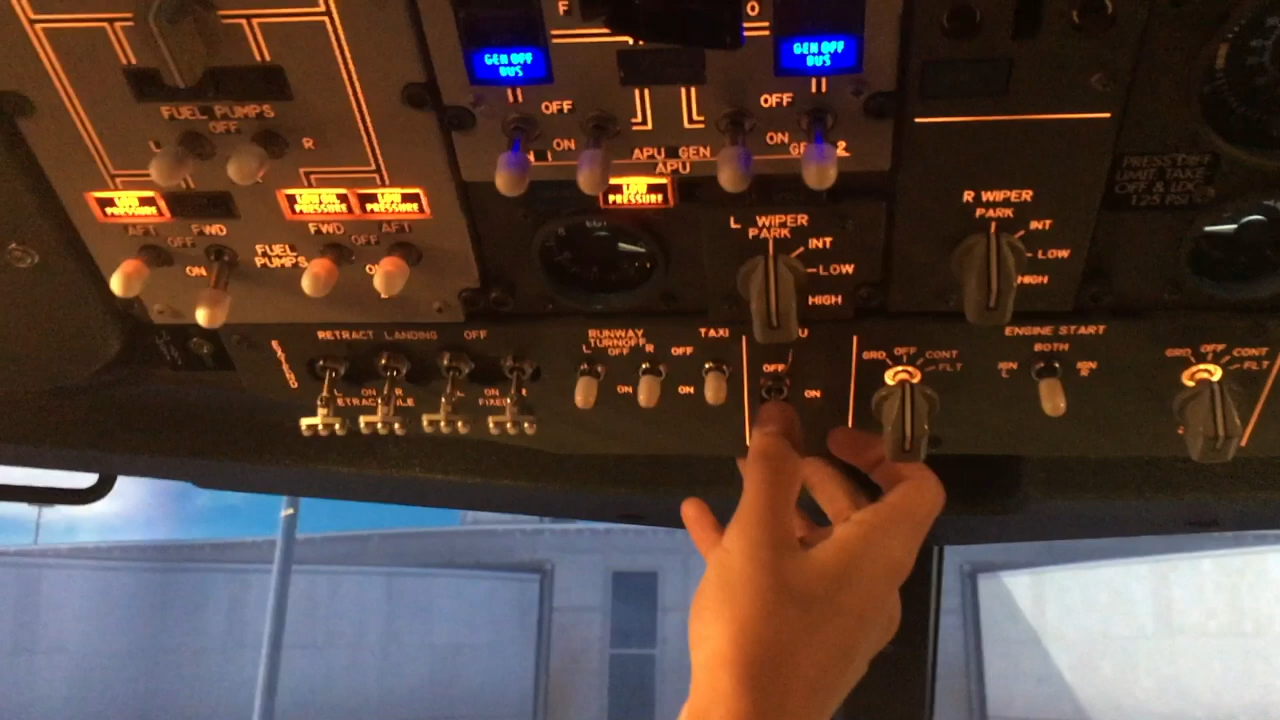 F
O
GEN OFF
BUS
GEN OFF
BUS
FUEL PUMPS
OFF
L
R
OFF
ON
ON
OFF
APU GEN
APU
2
LOW
PRESSURE
LOW
PRESSURE
LOW
PRESSURE
LOW
PRESSURE
AFT
FWD
OFF
ON
FUEL
PUMPS
FWD
AFT
OFF
L WIPER
PARK
INT
LOW
HIGH
R WIPER
PARK
INT
LOW
HIGH
PRESS DIFF
LIMIT. TAKE-
OFF & LDG
.125 PSI
RETRACT LANDING
OFF
ON
R
ON
RUNWAY
TURNOFF
L
OFF
R
ON
TAXI
OFF
ON
U
OFF
ON
ENGINE START
GRD
OFF
CONT
FLT
IGN
L
BOTH
IGN
R
GRD
OFF
CONT
FLT